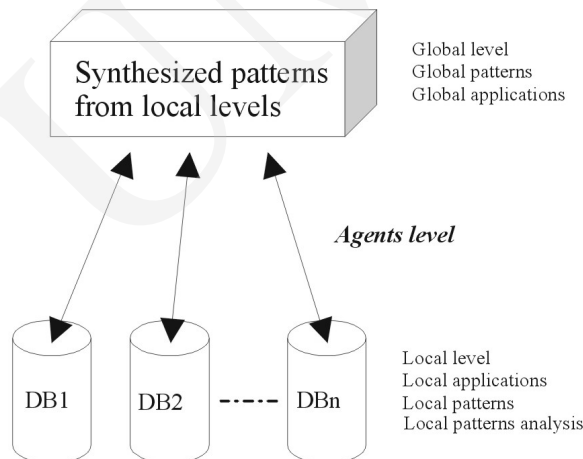 Synthesized patterns
from local levels
Global level
Global patterns
Global applications
Agents level
DB1
DB2
DBn
Local level
Local applications
Local patterns
Local patterns analysis